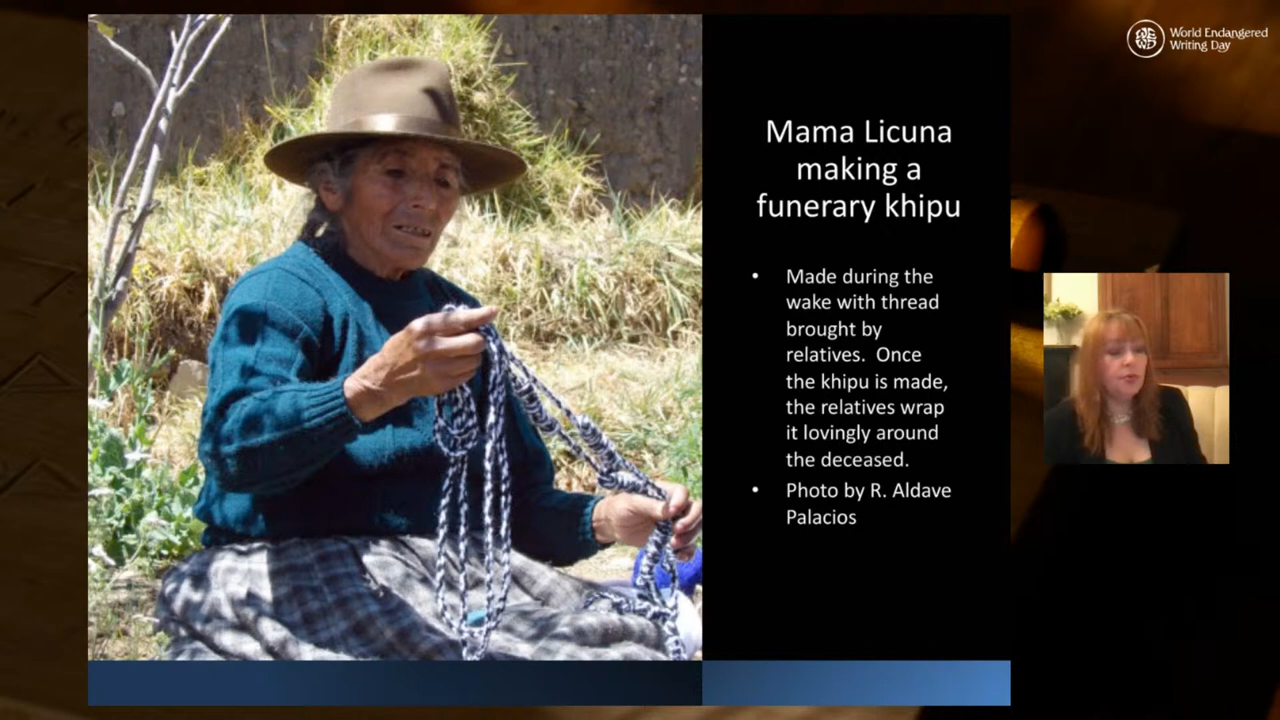 World Endangered
Writing Day
Mama Licuna
making a
funerary khipu
• Made during the
wake with thread
brought by
relatives.  Once
the khipu is made,
the relatives wrap
it lovingly around
the deceased.
• Photo by R. Aldave
Palacios